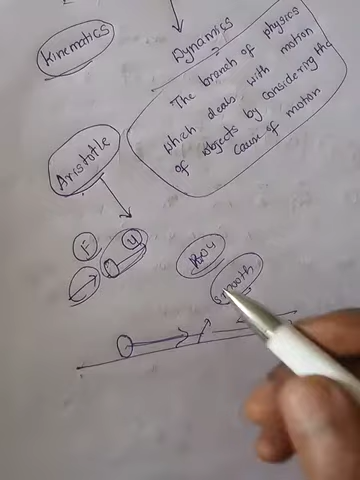 Kinematics
Dynamics
The branch of physics
which deals with motion
of objects by considering the
cause of motion
Aristotle
F
u
smooth